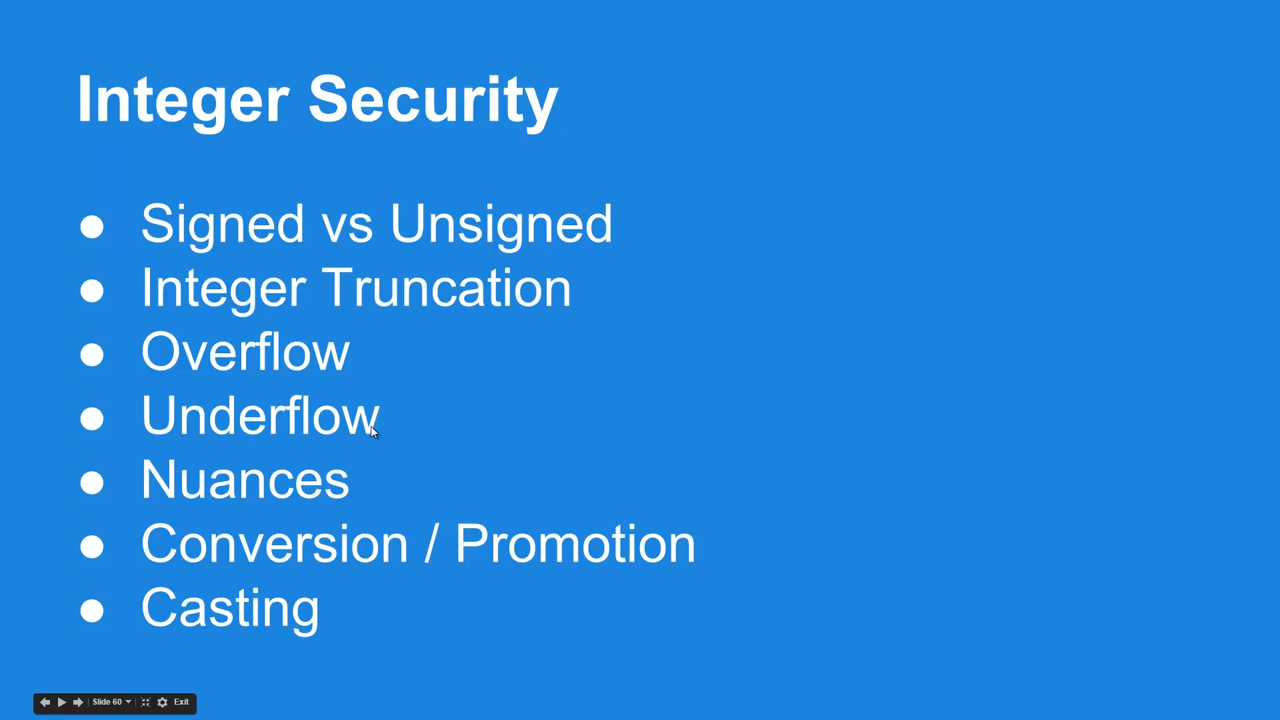 Integer Security
● Signed vs Unsigned
● Integer Truncation
● Overflow
● Underflow
● Nuances
● Conversion / Promotion
● Casting
Slide 60 Exit